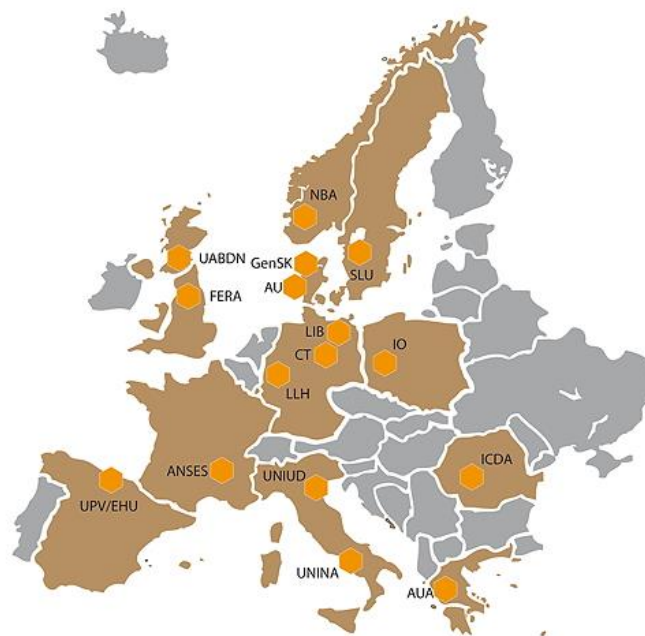 NBA
UABDN
GenSK
SLU
AU
FERA
LIB
IO
CT
LLH
ANSES
UNIUD
ICDA
UPV/EHU
UNINA
AUA